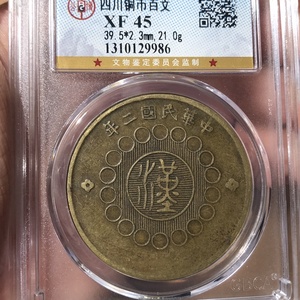 四川铜币百文
XF 45
39.5*2.3mm,21.0g
1310129986
★ 文物鉴定委员会监制 ★
年二國民華中
漢